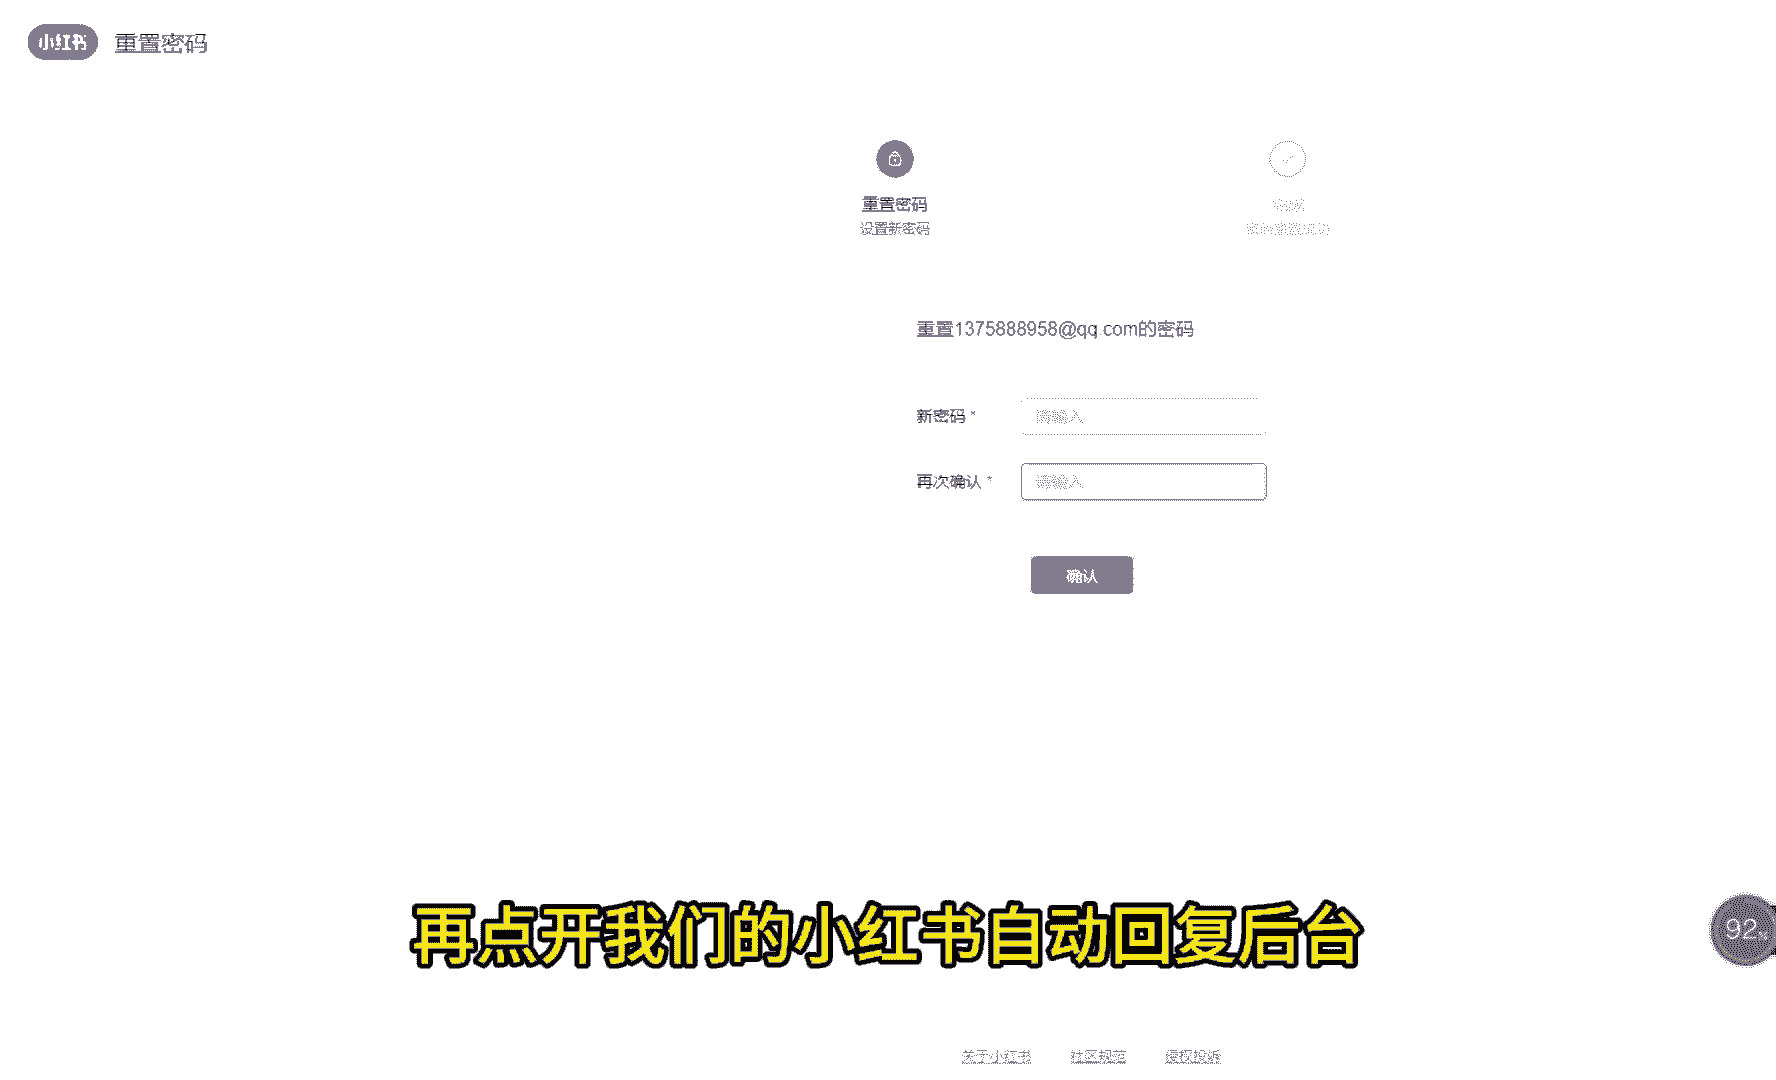 小红书 重置密码
重置密码
设置新密码
重置1375888958@qq.com的密码
新密码 *
请输入
再次确认 *
请输入
确认
再点开我们的小红书自动回复后台
92%
关于小红书 社区规范 侵权投诉